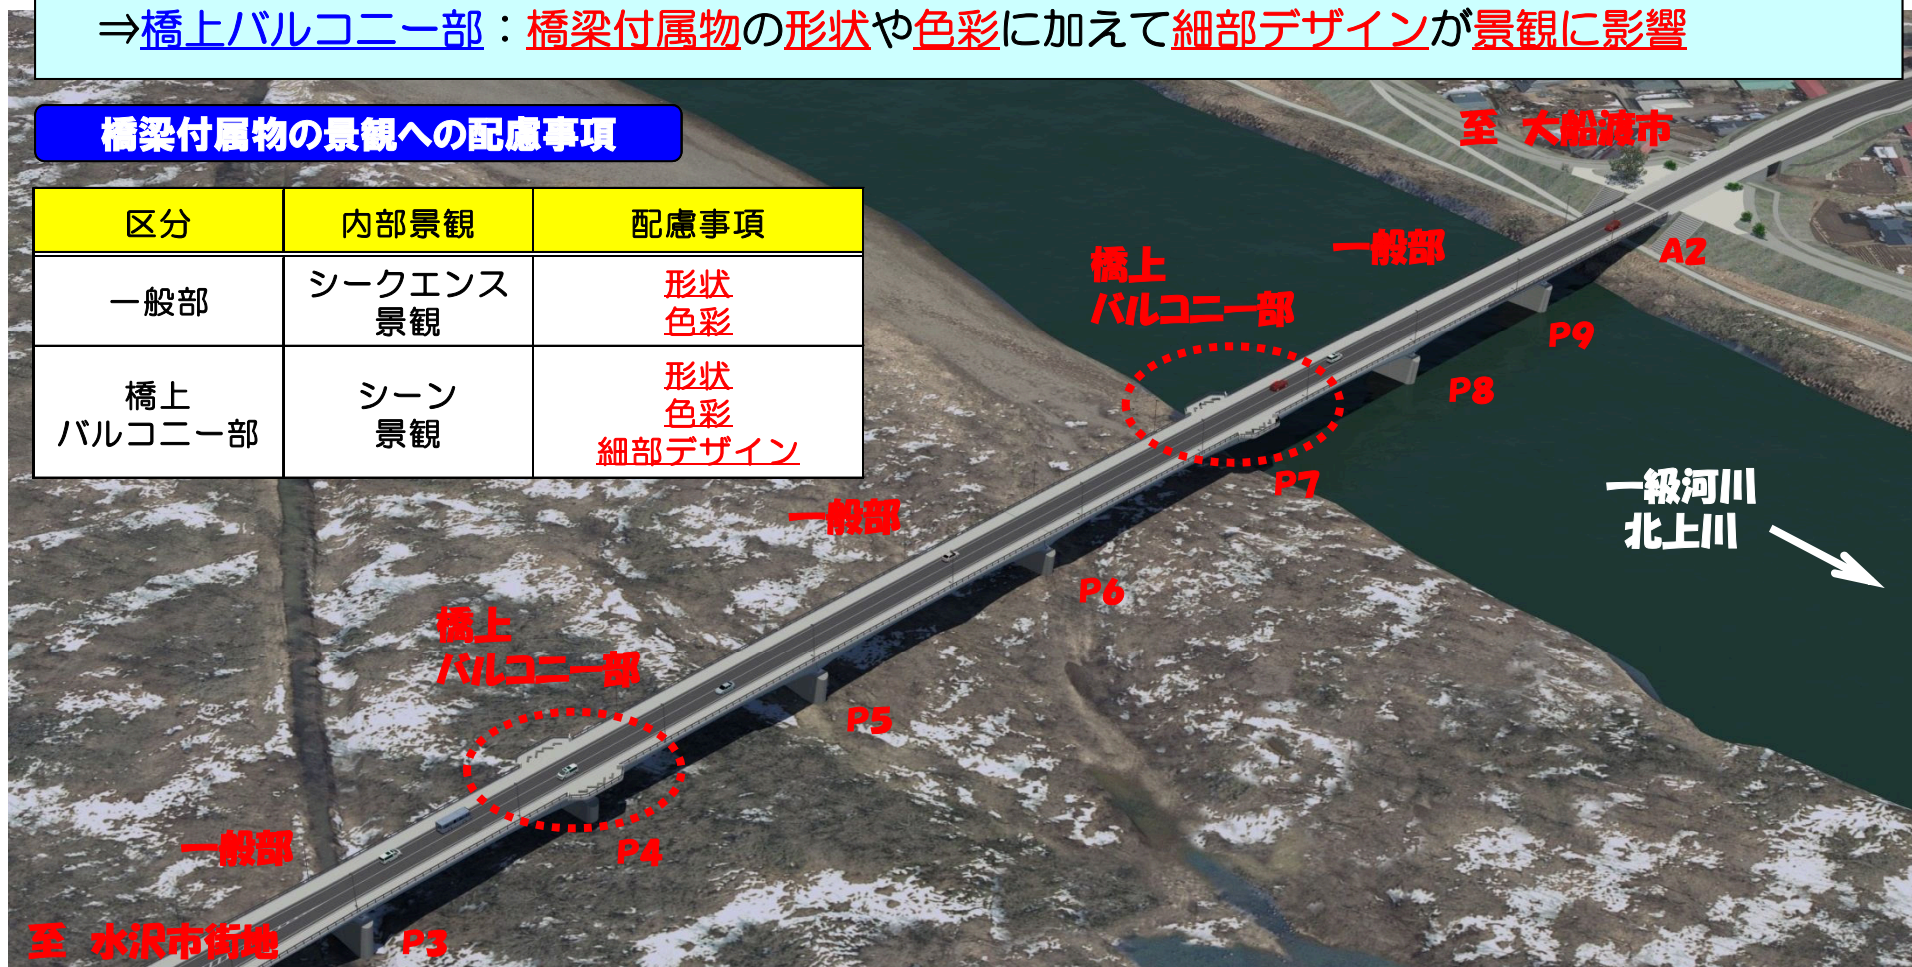 ⇒橋上バルコニー部：橋梁付属物の形状や色彩に加えて細部デザインが景観に影響
橋梁付属物の景観への配慮事項
区分 内部景観 配慮事項
一般部 シークエンス景観 形状 色彩
橋上バルコニー部 シーン景観 形状 色彩 細部デザイン
至 大船渡市
A2
一般部
橋上
バルコニー部
P9
P8
P7
一級河川
北上川
一般部
P6
橋上
バルコニー部
P5
P4
一般部
P3
至 水沢市街地